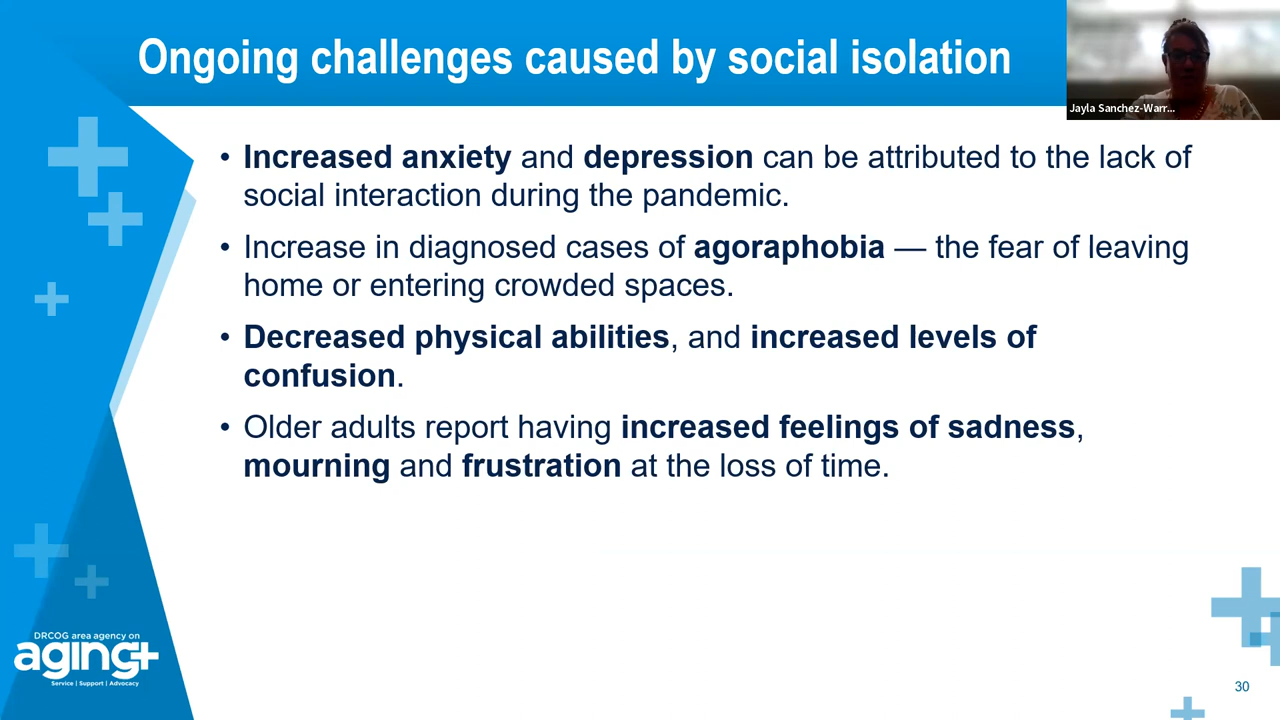 Ongoing challenges caused by social isolation
Jayla Sanchez-Warr...
• Increased anxiety and depression can be attributed to the lack of
social interaction during the pandemic.
• Increase in diagnosed cases of agoraphobia — the fear of leaving
home or entering crowded spaces.
• Decreased physical abilities, and increased levels of
confusion.
• Older adults report having increased feelings of sadness,
mourning and frustration at the loss of time.
DRCOG area agency on
aging+
Service | Support | Advocacy
30